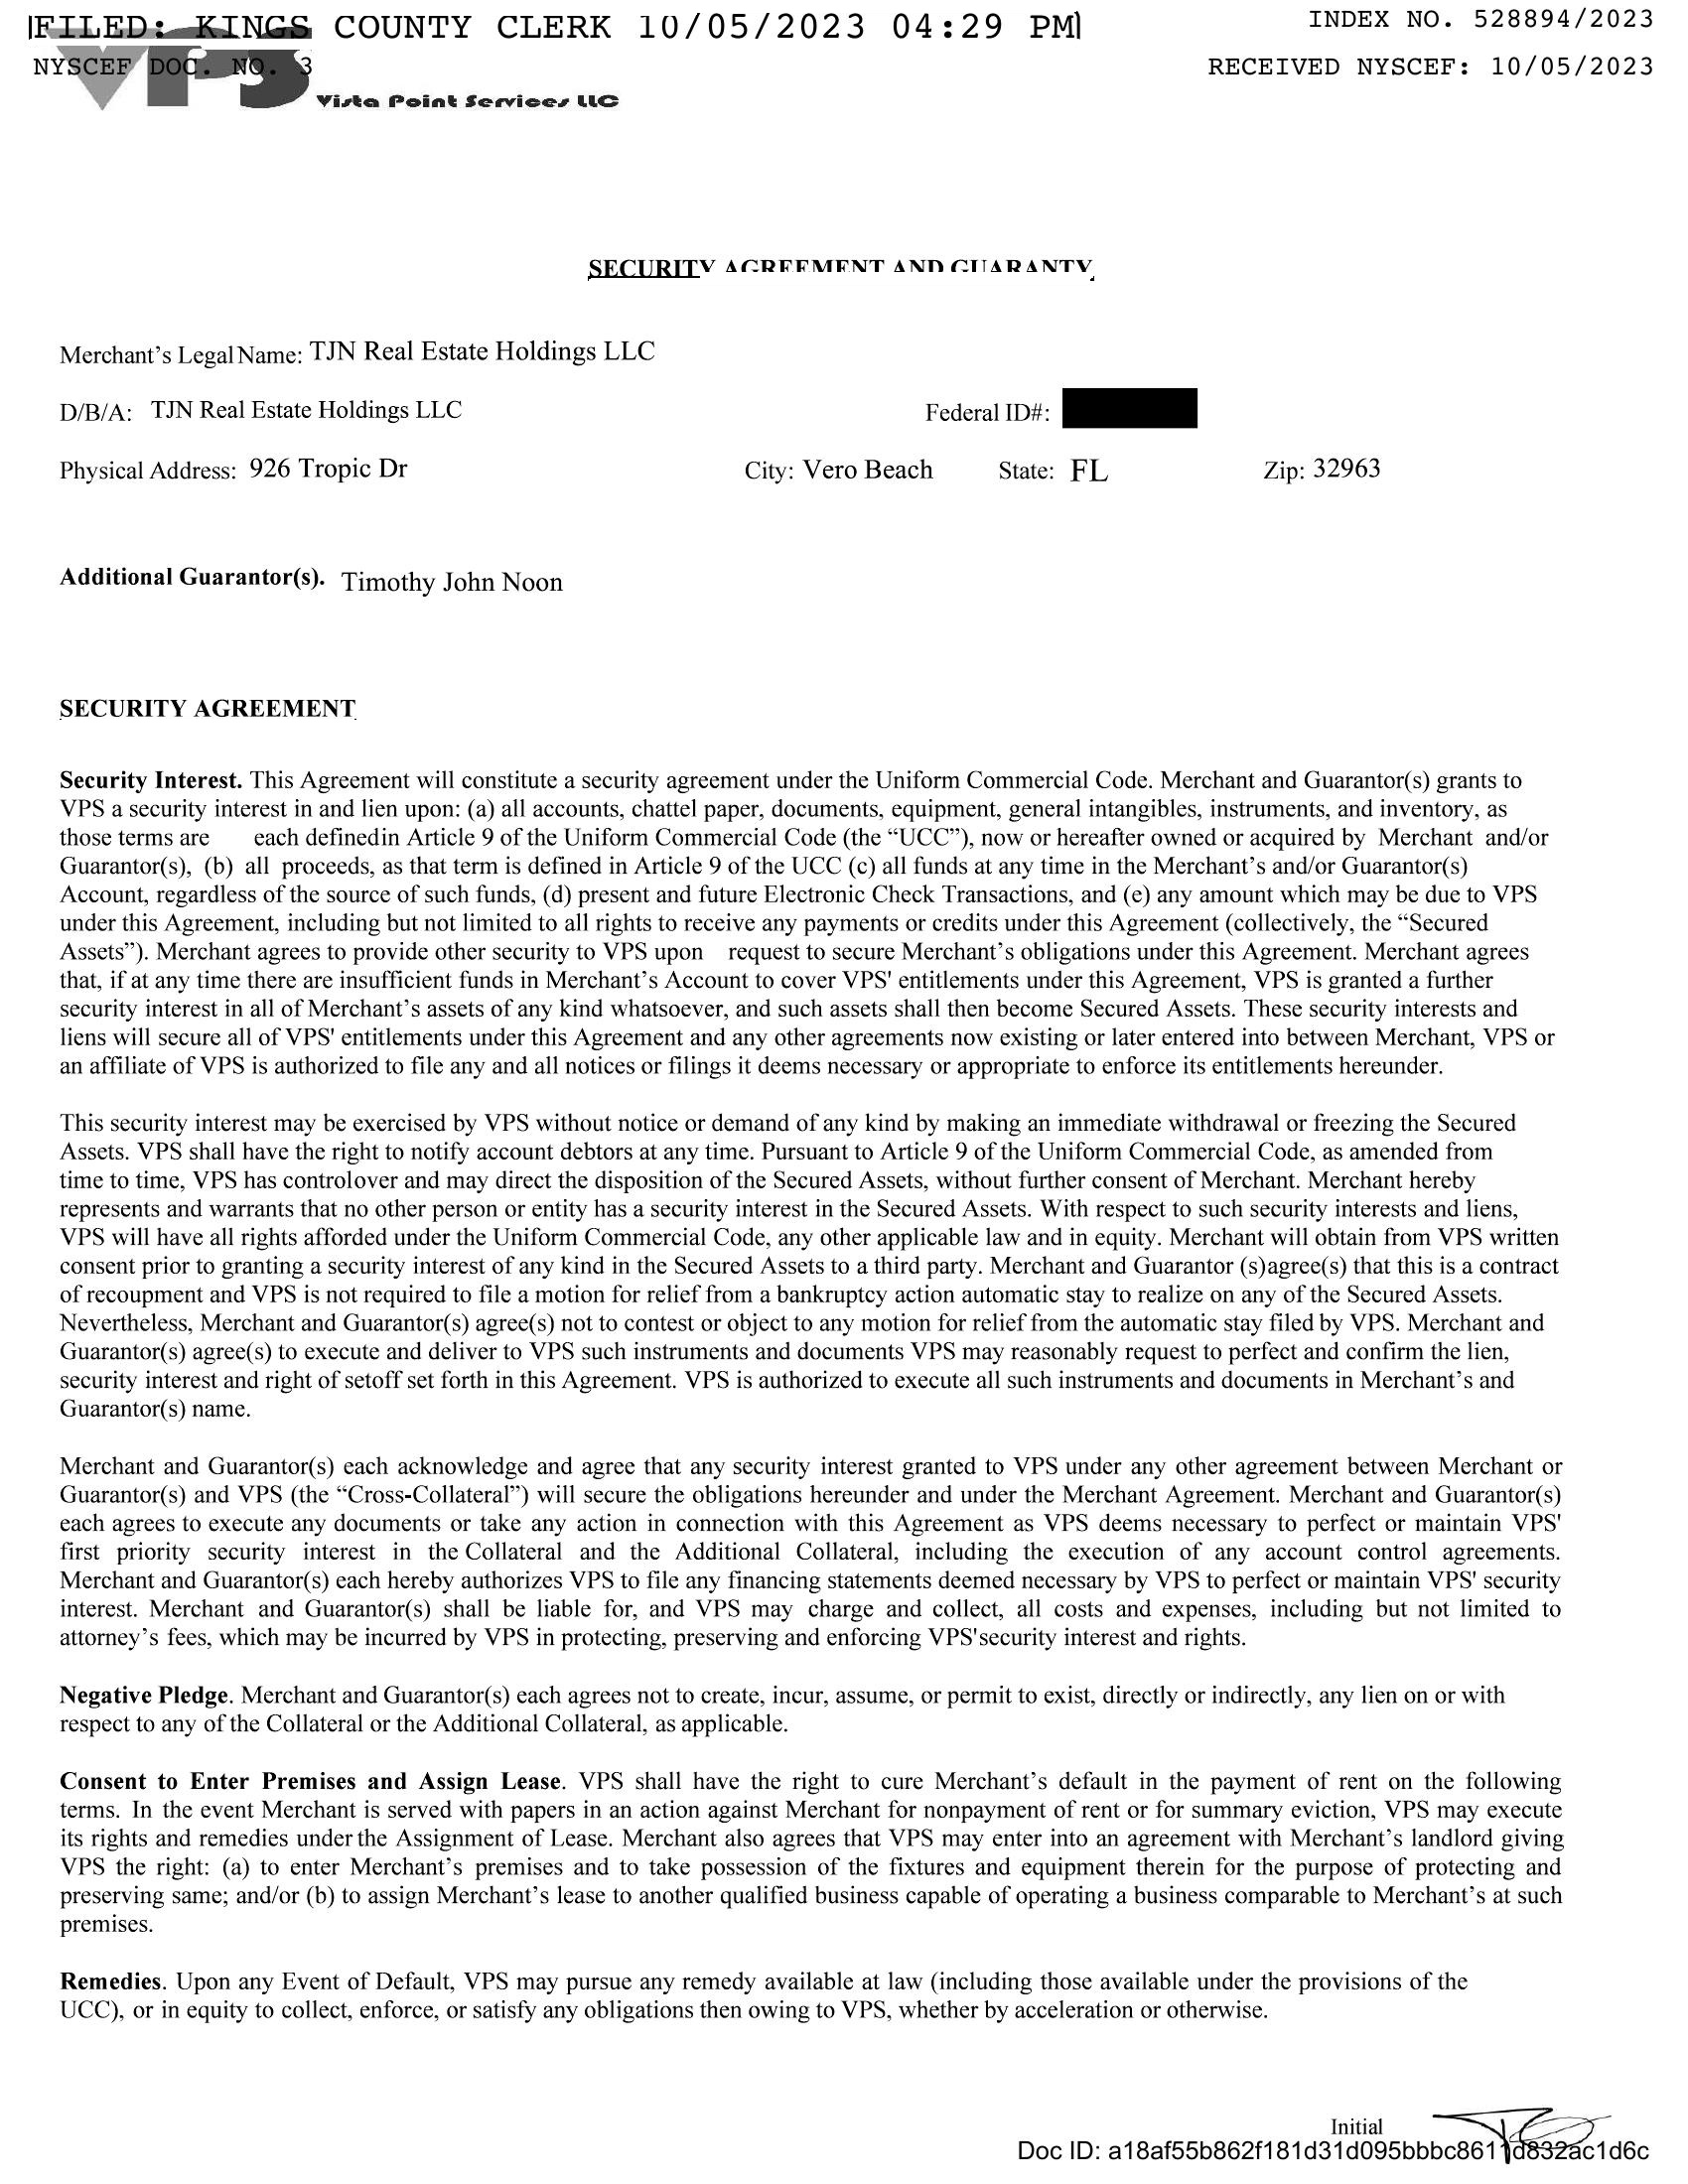 FILED: KINGS COUNTY CLERK 10/05/2023 04:29 PM
INDEX NO. 528894/2023
NYSCEF DOC. NO. 3
RECEIVED NYSCEF: 10/05/2023
VPS
Vista Point Services LLC
SECURITY AGREEMENT AND GUARANTY
Merchant’s Legal Name: TJN Real Estate Holdings LLC
D/B/A: TJN Real Estate Holdings LLC Federal ID#:
Physical Address: 926 Tropic Dr City: Vero Beach State: FL Zip: 32963
Additional Guarantor(s). Timothy John Noon
SECURITY AGREEMENT
Security Interest. This Agreement will constitute a security agreement under the Uniform Commercial Code. Merchant and Guarantor(s) grants to
VPS a security interest in and lien upon: (a) all accounts, chattel paper, documents, equipment, general intangibles, instruments, and inventory, as
those terms are each definedin Article 9 of the Uniform Commercial Code (the “UCC”), now or hereafter owned or acquired by Merchant and/or
Guarantor(s), (b) all proceeds, as that term is defined in Article 9 of the UCC (c) all funds at any time in the Merchant’s and/or Guarantor(s)
Account, regardless of the source of such funds, (d) present and future Electronic Check Transactions, and (e) any amount which may be due to VPS
under this Agreement, including but not limited to all rights to receive any payments or credits under this Agreement (collectively, the “Secured
Assets”). Merchant agrees to provide other security to VPS upon request to secure Merchant’s obligations under this Agreement. Merchant agrees
that, if at any time there are insufficient funds in Merchant’s Account to cover VPS' entitlements under this Agreement, VPS is granted a further
security interest in all of Merchant’s assets of any kind whatsoever, and such assets shall then become Secured Assets. These security interests and
liens will secure all of VPS' entitlements under this Agreement and any other agreements now existing or later entered into between Merchant, VPS or
an affiliate of VPS is authorized to file any and all notices or filings it deems necessary or appropriate to enforce its entitlements hereunder.
This security interest may be exercised by VPS without notice or demand of any kind by making an immediate withdrawal or freezing the Secured
Assets. VPS shall have the right to notify account debtors at any time. Pursuant to Article 9 of the Uniform Commercial Code, as amended from
time to time, VPS has controlover and may direct the disposition of the Secured Assets, without further consent of Merchant. Merchant hereby
represents and warrants that no other person or entity has a security interest in the Secured Assets. With respect to such security interests and liens,
VPS will have all rights afforded under the Uniform Commercial Code, any other applicable law and in equity. Merchant will obtain from VPS written
consent prior to granting a security interest of any kind in the Secured Assets to a third party. Merchant and Guarantor (s)agree(s) that this is a contract
of recoupment and VPS is not required to file a motion for relief from a bankruptcy action automatic stay to realize on any of the Secured Assets.
Nevertheless, Merchant and Guarantor(s) agree(s) not to contest or object to any motion for relief from the automatic stay filed by VPS. Merchant and
Guarantor(s) agree(s) to execute and deliver to VPS such instruments and documents VPS may reasonably request to perfect and confirm the lien,
security interest and right of setoff set forth in this Agreement. VPS is authorized to execute all such instruments and documents in Merchant’s and
Guarantor(s) name.
Merchant and Guarantor(s) each acknowledge and agree that any security interest granted to VPS under any other agreement between Merchant or
Guarantor(s) and VPS (the “Cross-Collateral”) will secure the obligations hereunder and under the Merchant Agreement. Merchant and Guarantor(s)
each agrees to execute any documents or take any action in connection with this Agreement as VPS deems necessary to perfect or maintain VPS'
first priority security interest in the Collateral and the Additional Collateral, including the execution of any account control agreements.
Merchant and Guarantor(s) each hereby authorizes VPS to file any financing statements deemed necessary by VPS to perfect or maintain VPS' security
interest. Merchant and Guarantor(s) shall be liable for, and VPS may charge and collect, all costs and expenses, including but not limited to
attorney’s fees, which may be incurred by VPS in protecting, preserving and enforcing VPS'security interest and rights.
Negative Pledge. Merchant and Guarantor(s) each agrees not to create, incur, assume, or permit to exist, directly or indirectly, any lien on or with
respect to any of the Collateral or the Additional Collateral, as applicable.
Consent to Enter Premises and Assign Lease. VPS shall have the right to cure Merchant’s default in the payment of rent on the following
terms. In the event Merchant is served with papers in an action against Merchant for nonpayment of rent or for summary eviction, VPS may execute
its rights and remedies under the Assignment of Lease. Merchant also agrees that VPS may enter into an agreement with Merchant’s landlord giving
VPS the right: (a) to enter Merchant’s premises and to take possession of the fixtures and equipment therein for the purpose of protecting and
preserving same; and/or (b) to assign Merchant’s lease to another qualified business capable of operating a business comparable to Merchant’s at such
premises.
Remedies. Upon any Event of Default, VPS may pursue any remedy available at law (including those available under the provisions of the
UCC), or in equity to collect, enforce, or satisfy any obligations then owing to VPS, whether by acceleration or otherwise.
Initial
Doc ID: a18af55b862f181d31d095bbbc8611d832ac1d6c